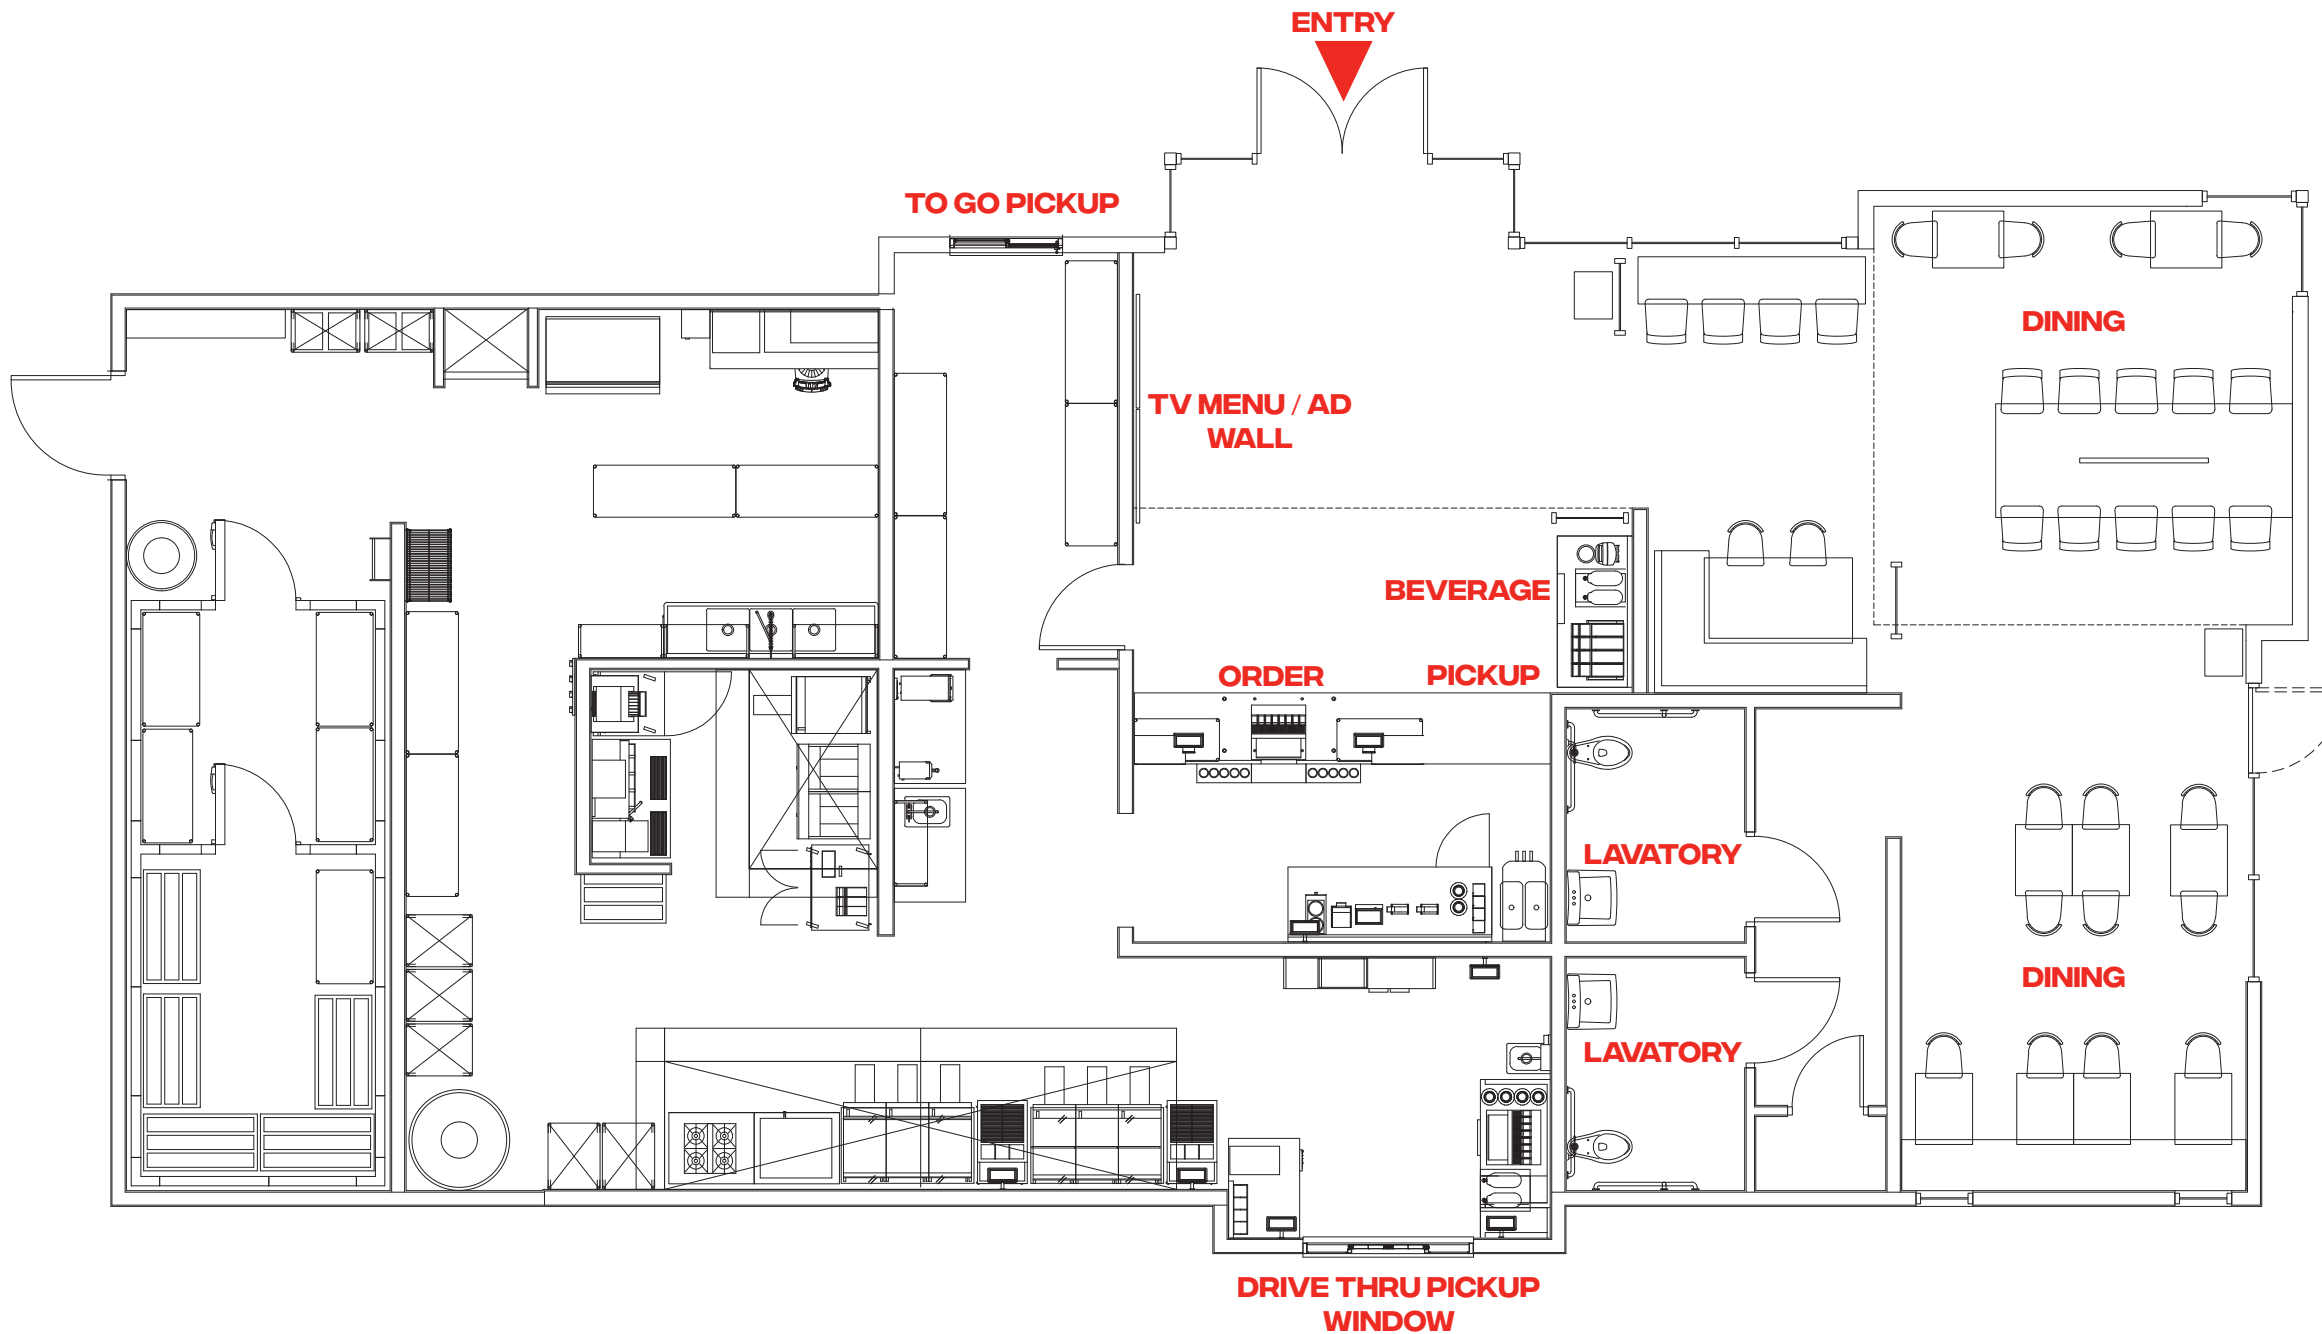 ENTRY
TO GO PICKUP
DINING
TV MENU / AD
WALL
BEVERAGE
ORDER
PICKUP
LAVATORY
DINING
LAVATORY
DRIVE THRU PICKUP
WINDOW